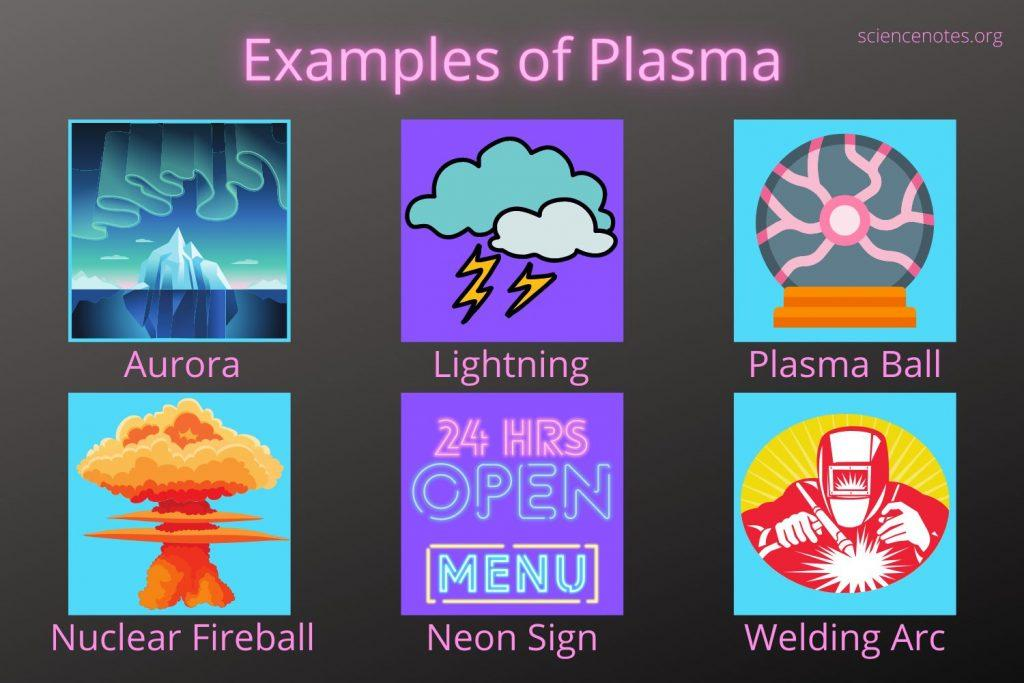 Examples of Plasma
sciencenotes.org
Aurora
Lightning
Plasma Ball
24 HRS
OPEN
MENU
Nuclear Fireball
Neon Sign
Welding Arc